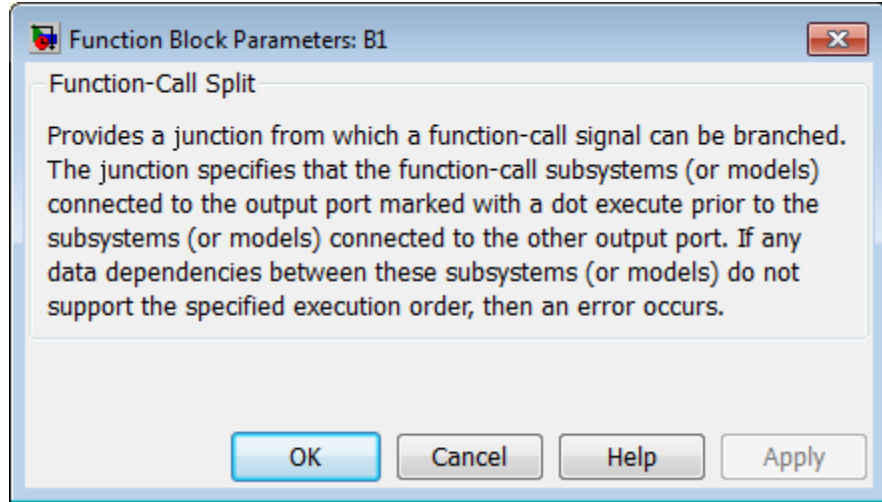 Function Block Parameters: B1
Function-Call Split
Provides a junction from which a function-call signal can be branched.
The junction specifies that the function-call subsystems (or models)
connected to the output port marked with a dot execute prior to the
subsystems (or models) connected to the other output port. If any
data dependencies between these subsystems (or models) do not
support the specified execution order, then an error occurs.
OK Cancel Help Apply